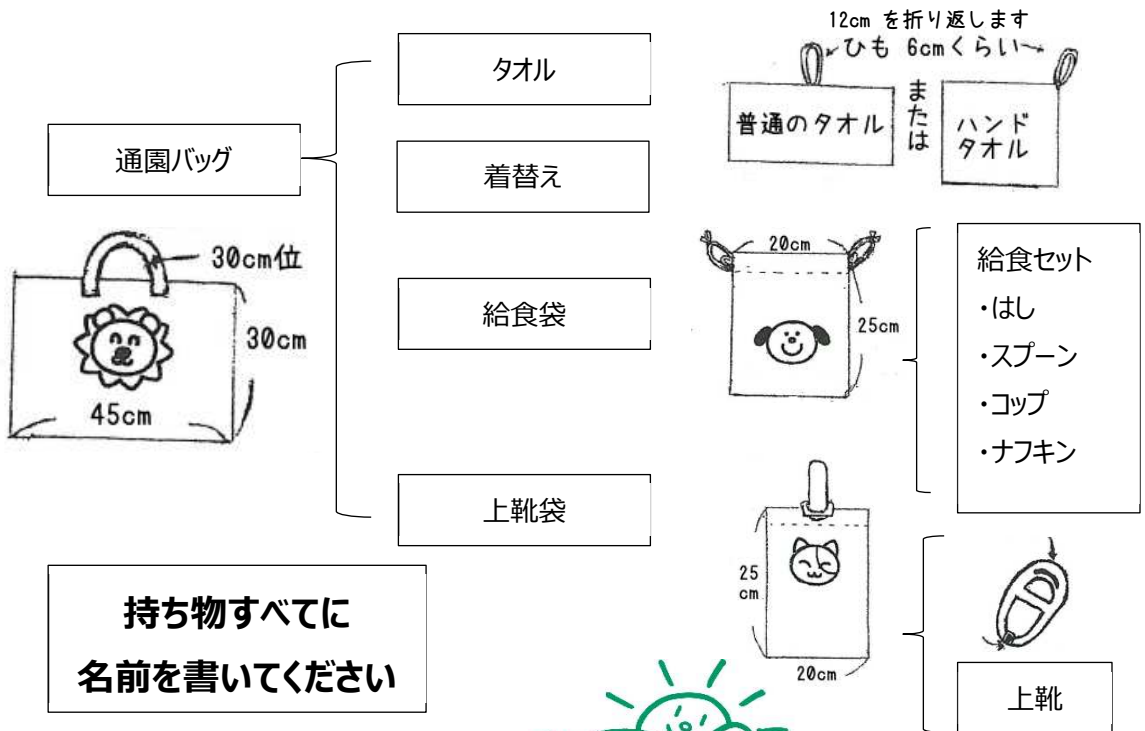 12cm を折り返します
ひも 6cmくらい
タオル
普通のタオル
または
ハンド
タオル
通園バッグ
着替え
30cm位
30cm
45cm
給食袋
20cm
25cm
給食セット
・はし
・スプーン
・コップ
・ナフキン
上靴袋
25
cm
20cm
上靴
持ち物すべてに
名前を書いてください